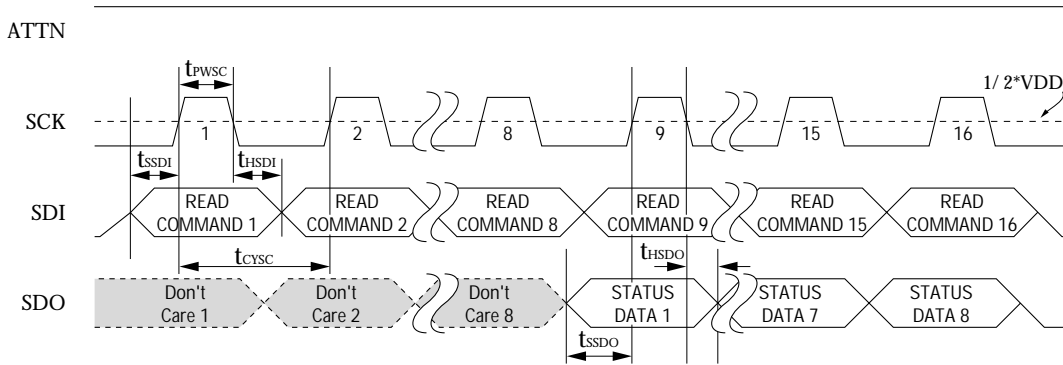 ATTN
tPWSC
1/2*VDD
SCK
1
2
8
9
15
16
tSSDI
tHSDI
SDI
READ
COMMAND 1
READ
COMMAND 2
READ
COMMAND 8
READ
COMMAND 9
READ
COMMAND 15
READ
COMMAND 16
tCYSC
tHSDO
SDO
Don't
Care 1
Don't
Care 2
Don't
Care 8
STATUS
DATA 1
STATUS
DATA 7
STATUS
DATA 8
tSSDO